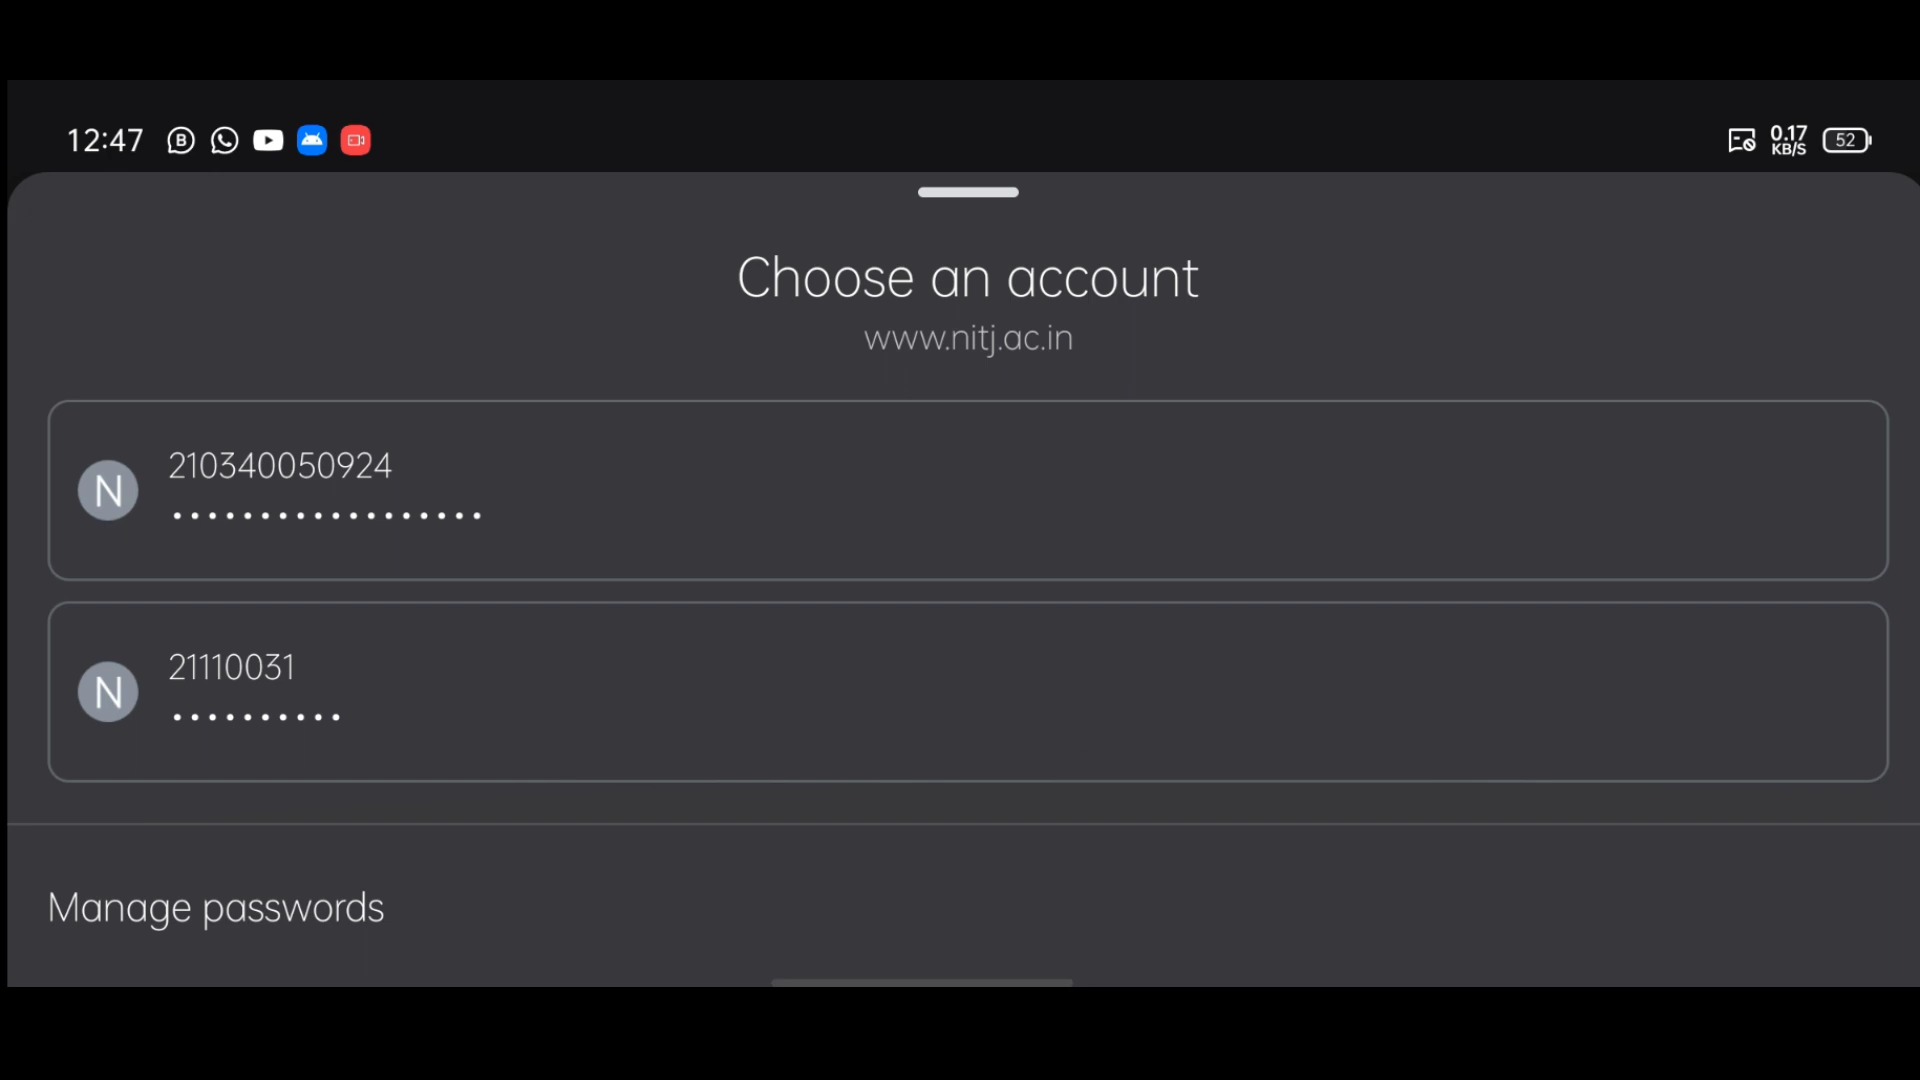 12:47
0.17
KB/S
52
Choose an account
www.nitj.ac.in
N
210340050924
••••••••••••••••••
N
21110031
••••••••••
Manage passwords